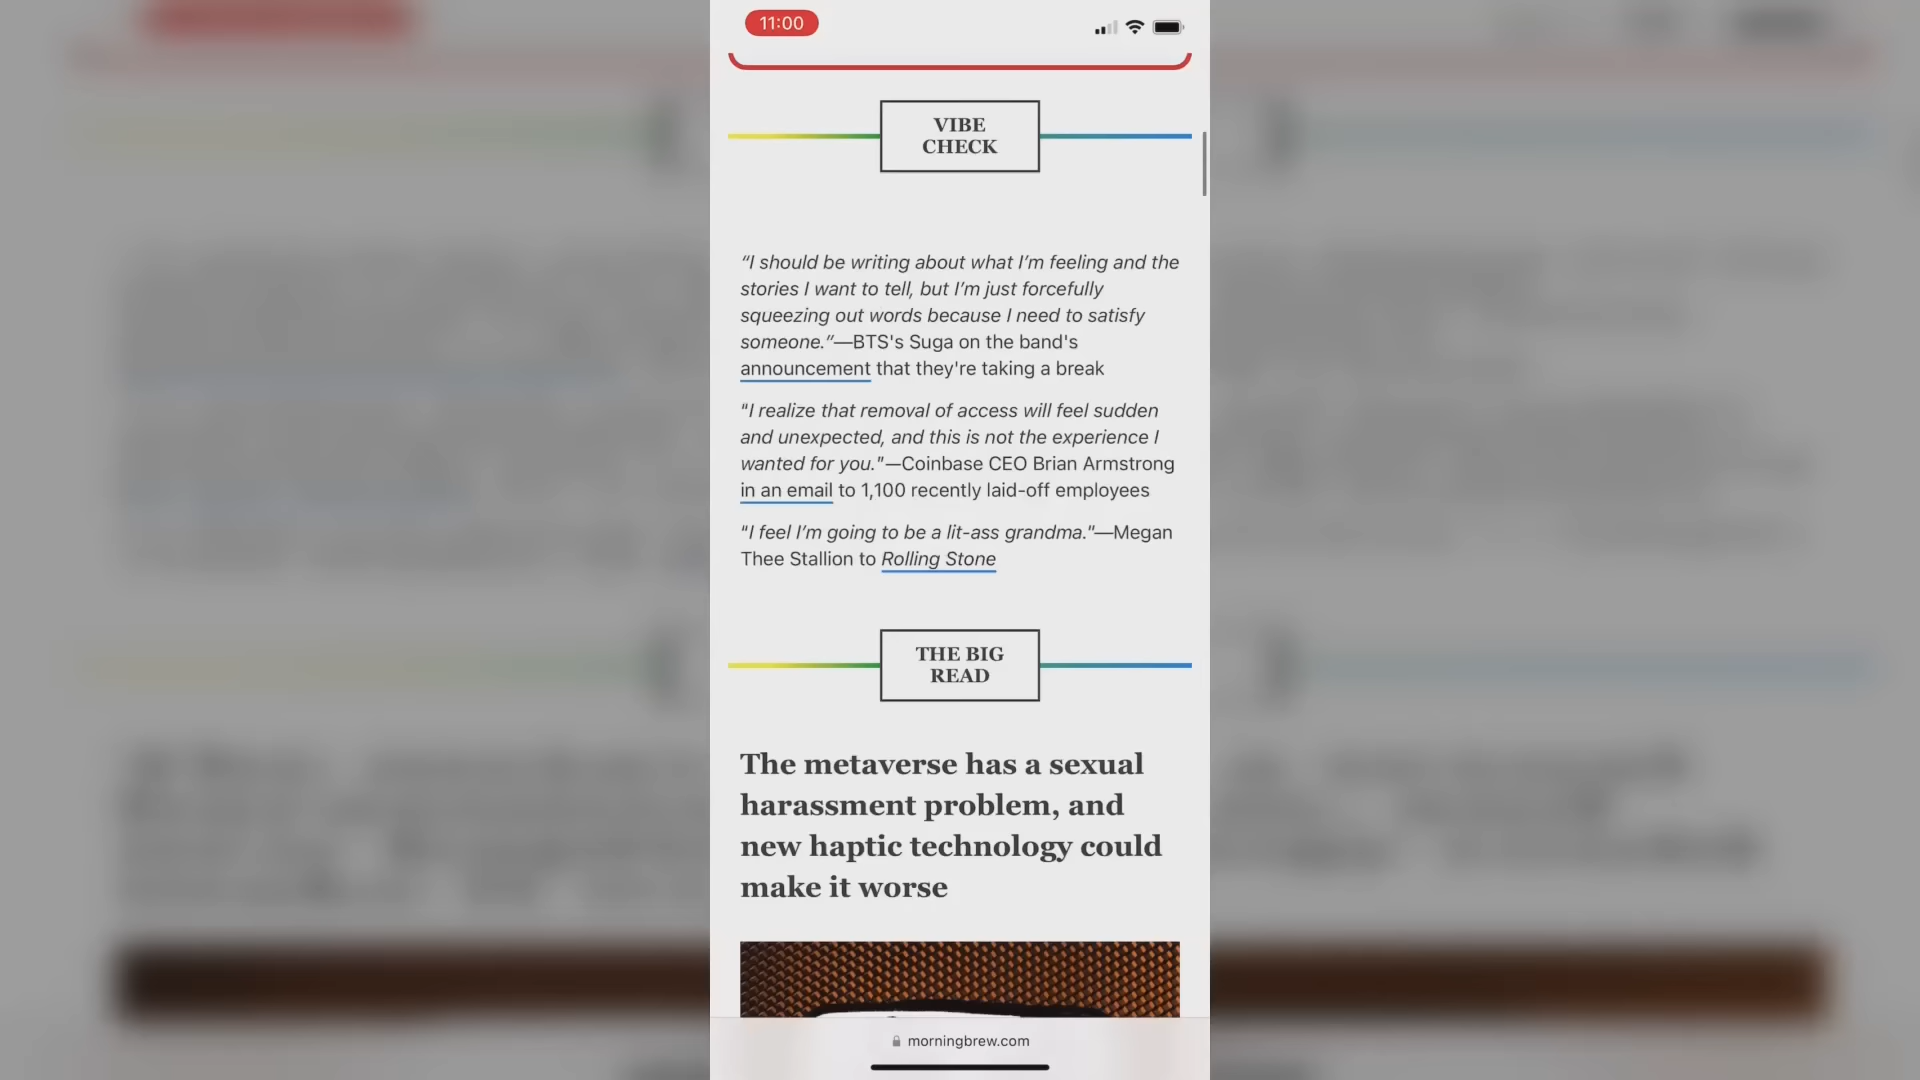 11:00
VIBE
CHECK
“I should be writing about what I’m feeling and the
stories I want to tell, but I’m just forcefully
squeezing out words because I need to satisfy
someone.”—BTS's Suga on the band's
announcement that they're taking a break
"I realize that removal of access will feel sudden
and unexpected, and this is not the experience I
wanted for you."—Coinbase CEO Brian Armstrong
in an email to 1,100 recently laid-off employees
"I feel I’m going to be a lit-ass grandma."—Megan
Thee Stallion to Rolling Stone
THE BIG
READ
The metaverse has a sexual
harassment problem, and
new haptic technology could
make it worse
morningbrew.com